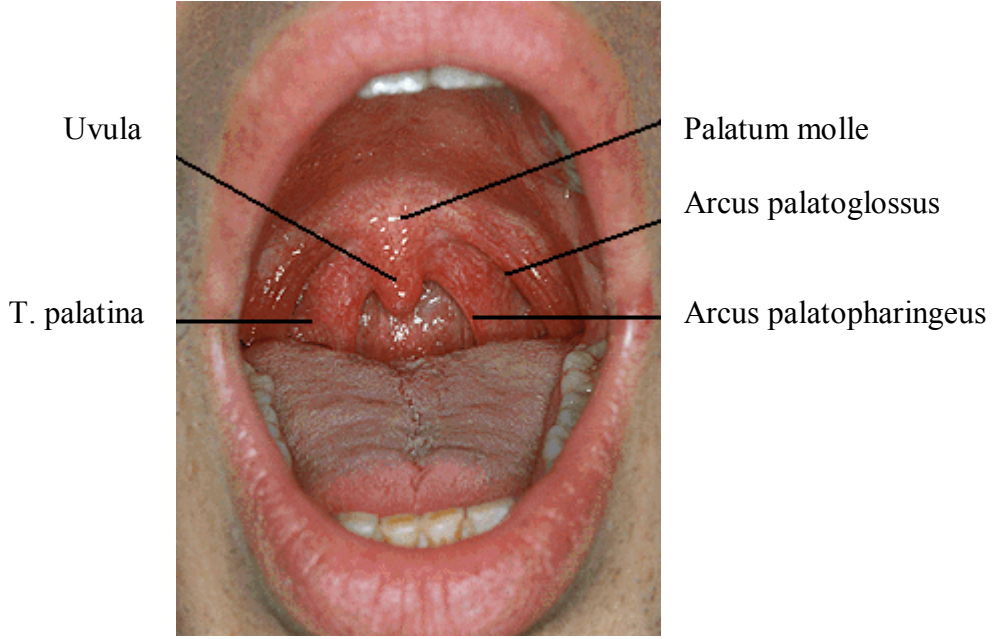 Uvula
T. palatina
Palatum molle
Arcus palatoglossus
Arcus palatopharingeus